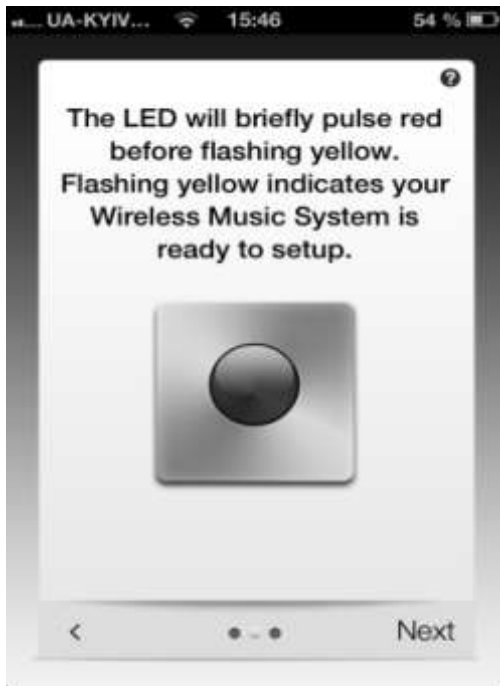 UA-KYIV... 15:46 54 %
?
The LED will briefly pulse red
before flashing yellow.
Flashing yellow indicates your
Wireless Music System is
ready to setup.
< Next